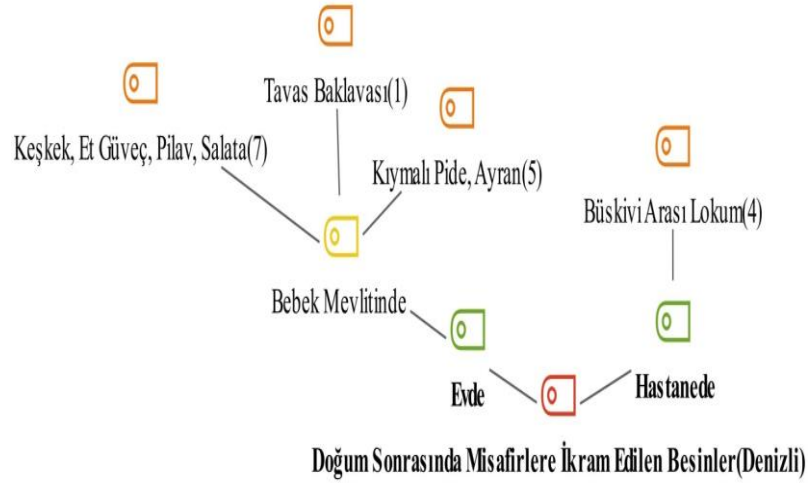 Tavas Baklavası(1)
Keşkek, Et Güveç, Pilav, Salata(7)
Kıymalı Pide, Ayran(5)
Büskivi Arası Lokum(4)
Bebek Mevlitinde
Evde
Hastanede
Doğum Sonrasında Misafirlere İkram Edilen Besinler(Denizli)